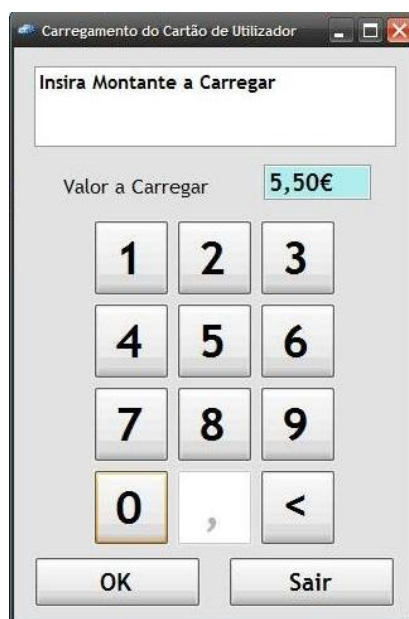 Carregamento do Cartão de Utilizador
Insira Montante a Carregar
Valor a Carregar 5,50€
1 2 3
4 5 6
7 8 9
0 , <
OK Sair